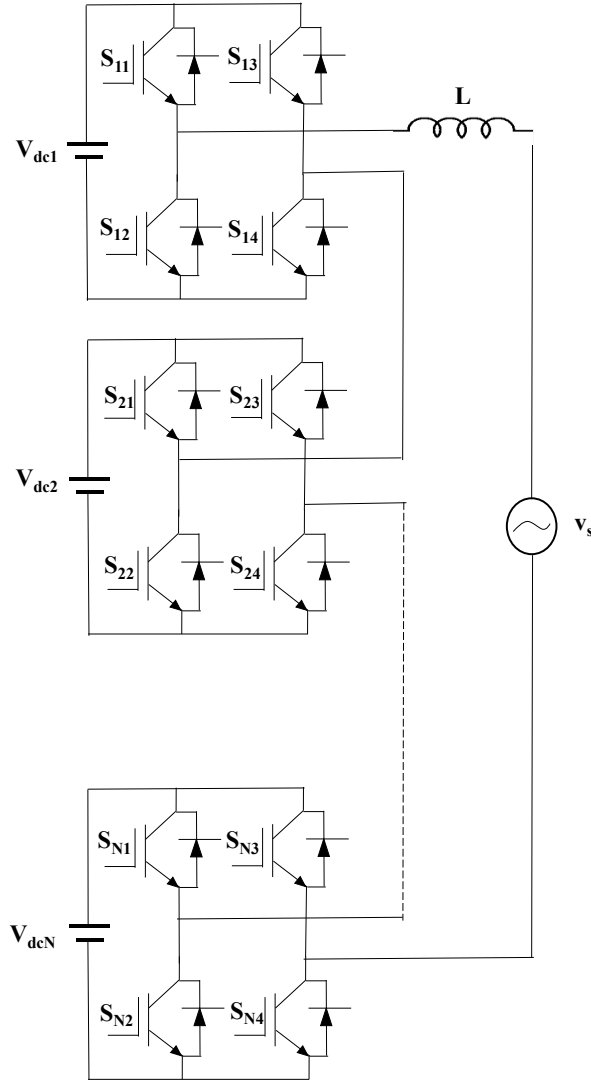 S11 S13
L
Vdc1
S12 S14
S21 S23
Vdc2
vs
S22 S24
SN1 SN3
VdcN
SN2 SN4